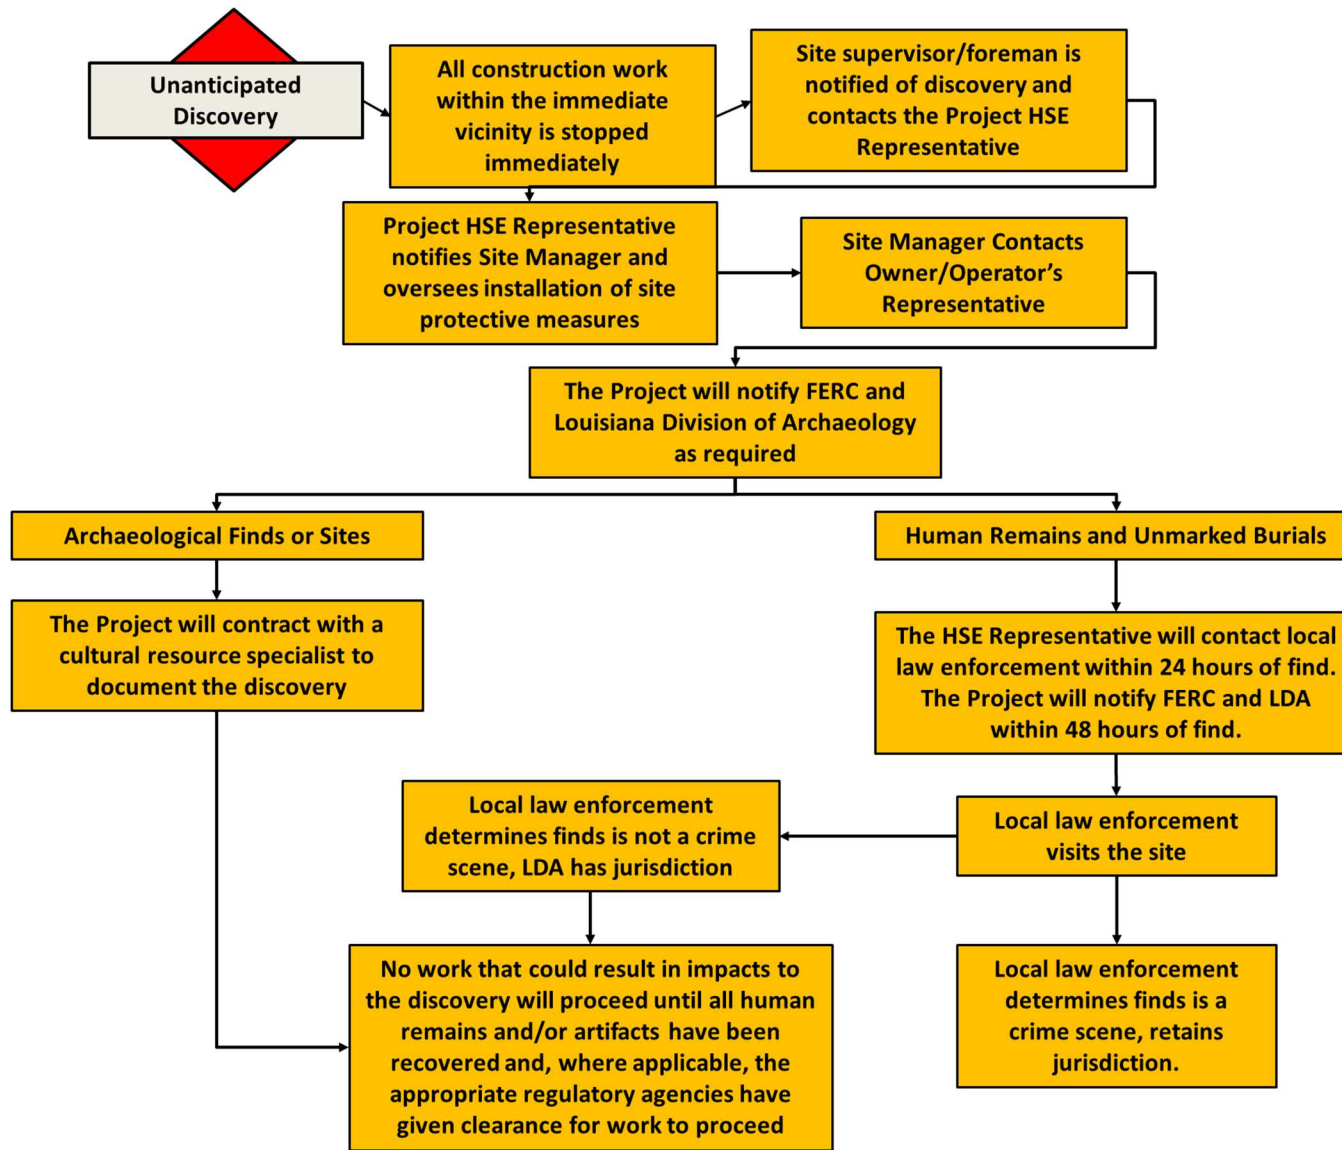 Unanticipated
Discovery
All construction work
within the immediate
vicinity is stopped
immediately
Site supervisor/foreman is
notified of discovery and
contacts the Project HSE
Representative
Project HSE Representative
notifies Site Manager and
oversees installation of site
protective measures
Site Manager Contacts
Owner/Operator’s
Representative
The Project will notify FERC and
Louisiana Division of Archaeology
as required
Archaeological Finds or Sites
Human Remains and Unmarked Burials
The Project will contract with a
cultural resource specialist to
document the discovery
The HSE Representative will contact local
law enforcement within 24 hours of find.
The Project will notify FERC and LDA
within 48 hours of find.
Local law enforcement
determines finds is not a crime
scene, LDA has jurisdiction
Local law enforcement
visits the site
No work that could result in impacts to
the discovery will proceed until all human
remains and/or artifacts have been
recovered and, where applicable, the
appropriate regulatory agencies have
given clearance for work to proceed
Local law enforcement
determines finds is a
crime scene, retains
jurisdiction.